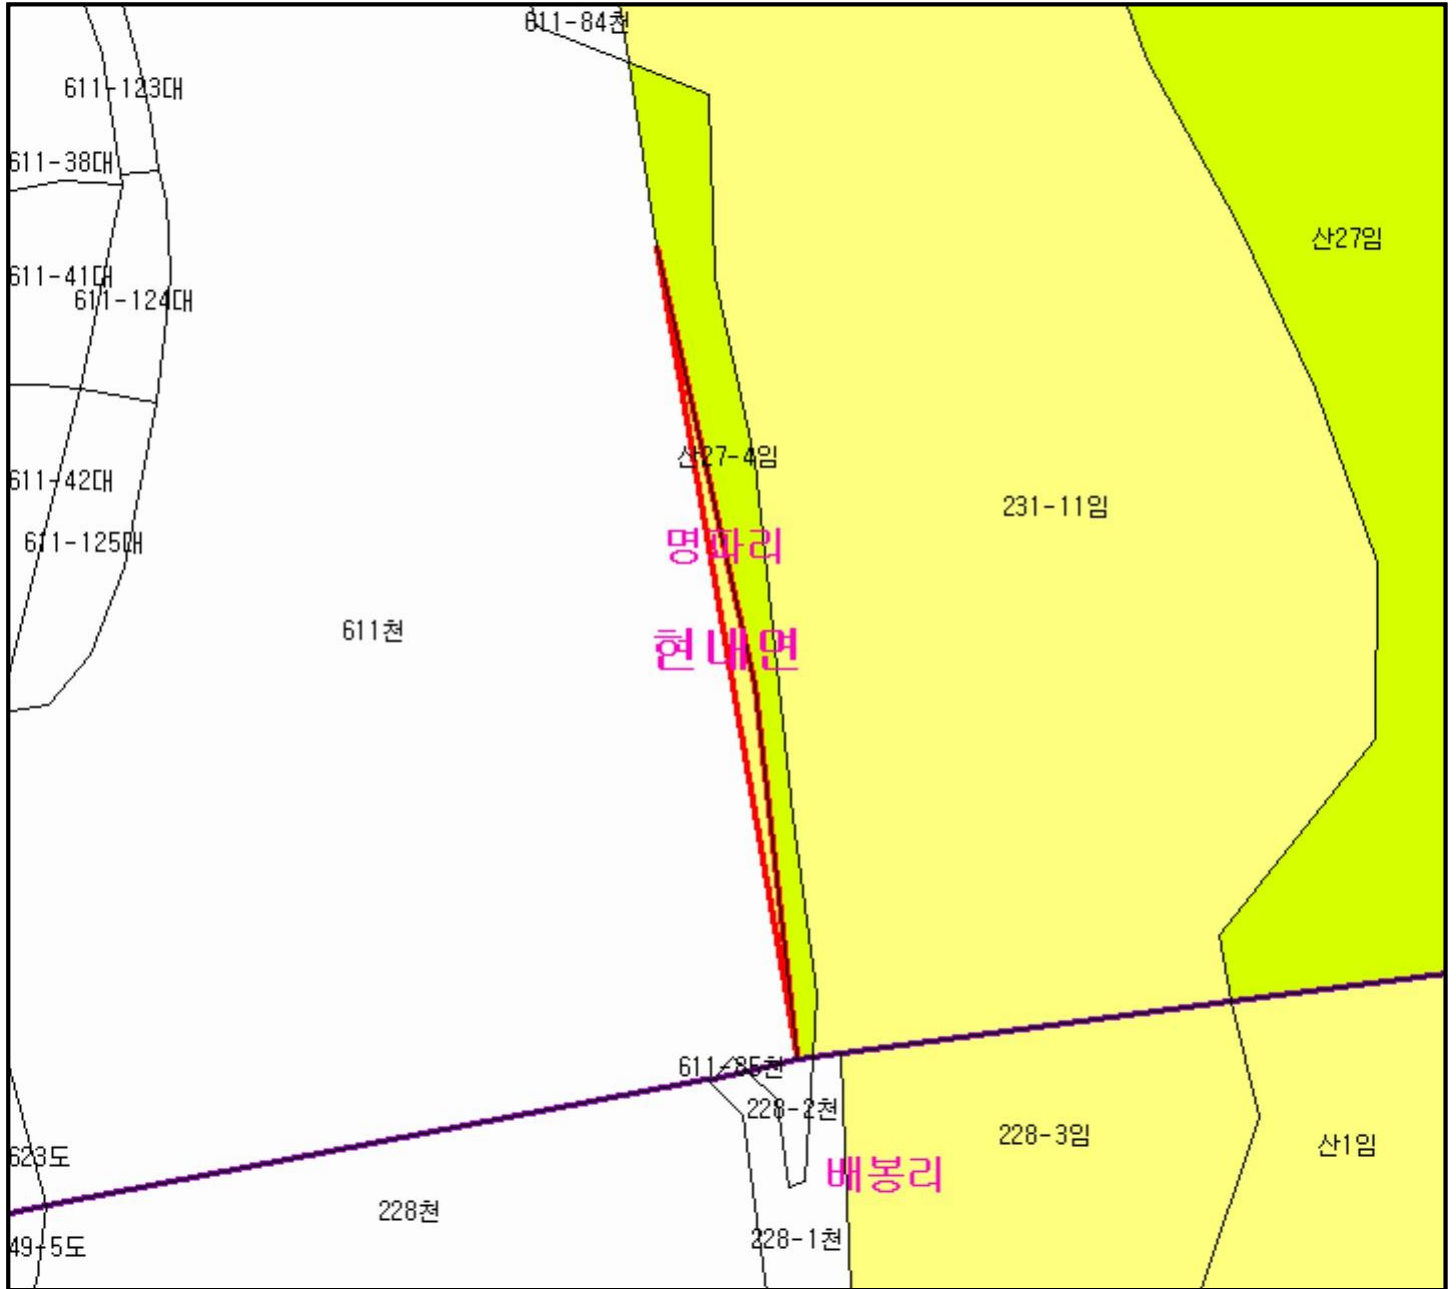 611-84천
611-123대
611-38대
산27임
611-41대
611-124대
산27-4임
611-42대
231-11임
611-125대
명파리
611천
현내면
611-85천
228-2천
228-3임
산1임
623도
배봉리
228천
228-1천
49-5도